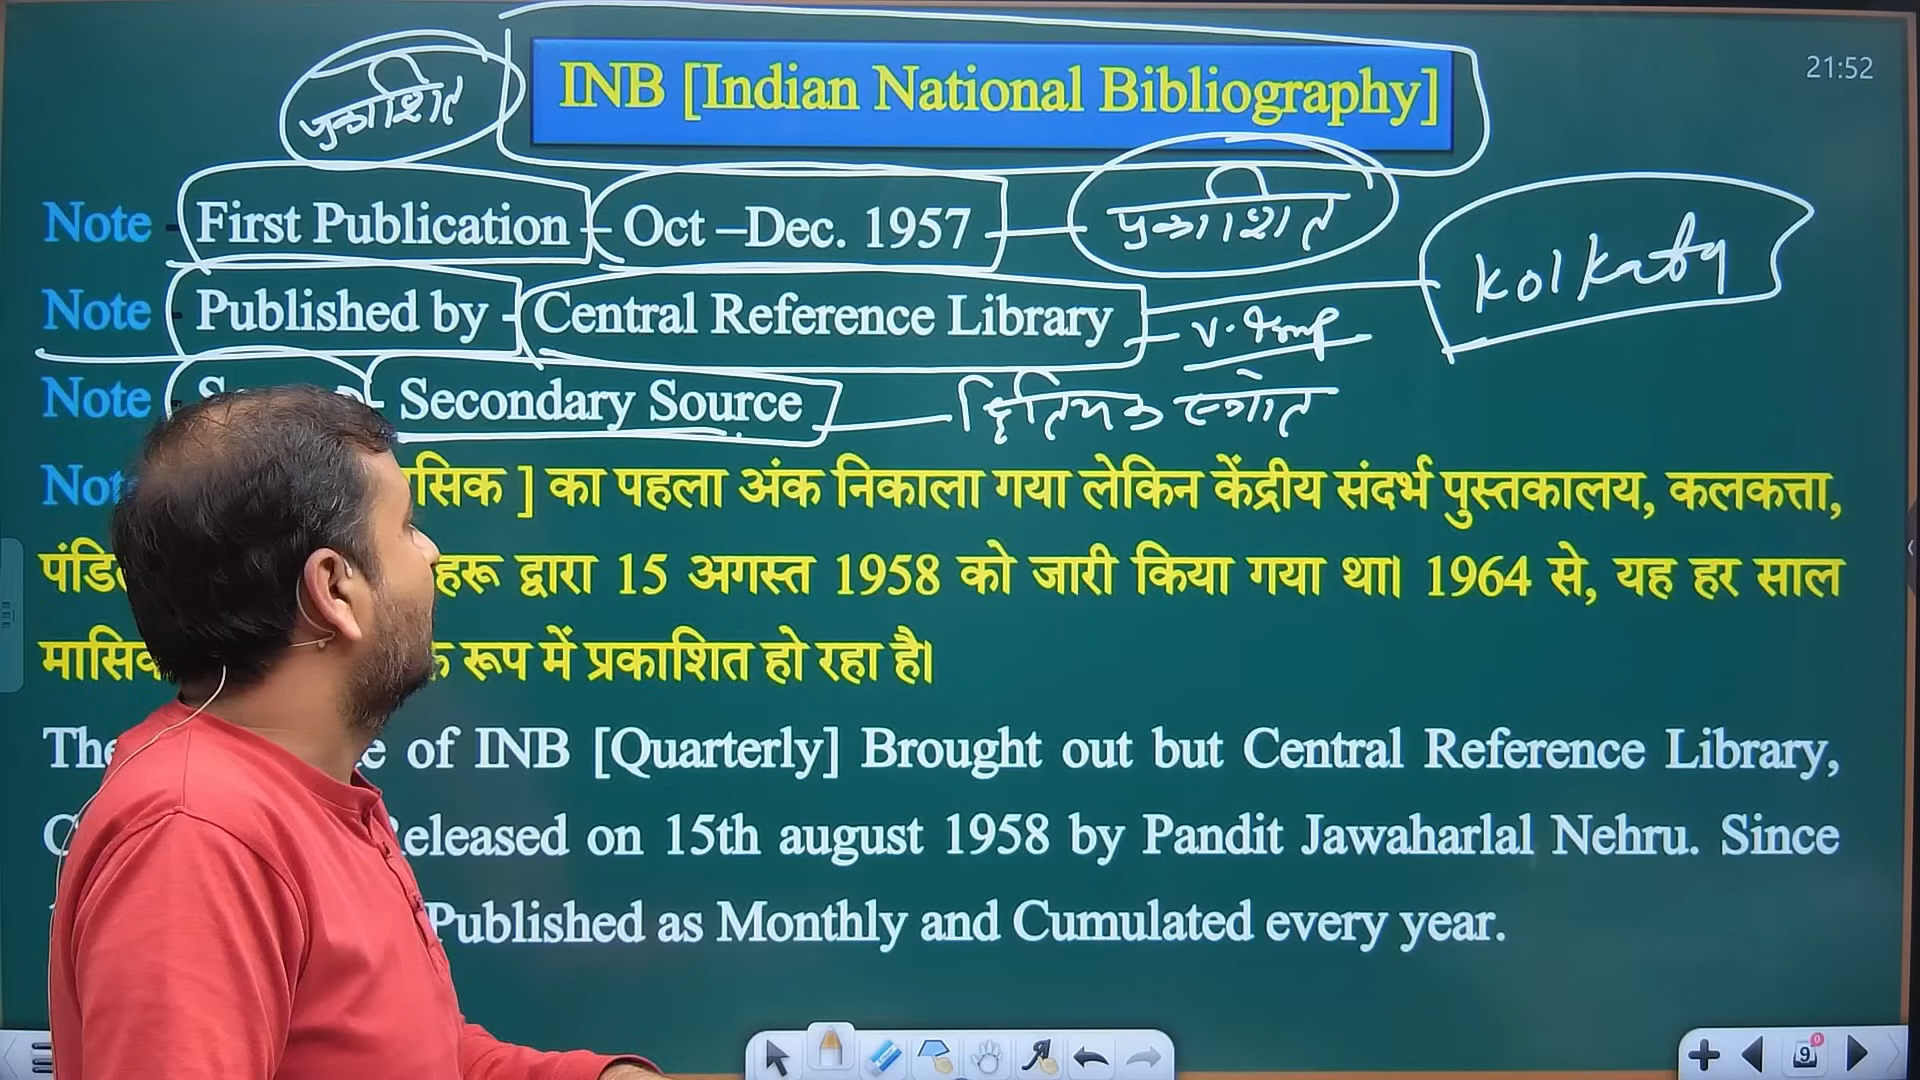 INB [Indian National Bibliography]
21:52
प्रकाशित
Note - First Publication - Oct –Dec. 1957 प्रकाशित
Kolkata
Note Published by - Central Reference Library
V. Imp
Note - Secondary Source द्वितियक स्त्रोत
Not सिक ] का पहला अंक निकाला गया लेकिन केंद्रीय संदर्भ पुस्तकालय, कलकत्ता,
हरू द्वारा 15 अगस्त 1958 को जारी किया गया था। 1964 से, यह हर साल
मासिक रूप में प्रकाशित हो रहा है।
The of INB [Quarterly] Brought out but Central Reference Library,
eleased on 15th august 1958 by Pandit Jawaharlal Nehru. Since
Published as Monthly and Cumulated every year.
9